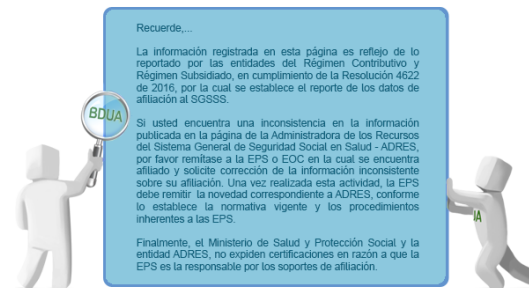 Recuerde,...
La información registrada en esta página es reflejo de lo
reportado por las entidades del Régimen Contributivo y
Régimen Subsidiado, en cumplimiento de la Resolución 4622
de 2016, por la cual se establece el reporte de los datos de
afiliación al SGSSS.
BDUA
Si usted encuentra una inconsistencia en la información
publicada en la página de la Administradora de los Recursos
del Sistema General de Seguridad Social en Salud - ADRES,
por favor remítase a la EPS o EOC en la cual se encuentra
afiliado y solicite corrección de la información inconsistente
sobre su afiliación. Una vez realizada esta actividad, la EPS
debe remitir la novedad correspondiente a ADRES, conforme
lo establece la normativa vigente y los procedimientos
inherentes a las EPS.
Finalmente, el Ministerio de Salud y Protección Social y la
entidad ADRES, no expiden certificaciones en razón a que la
EPS es la responsable por los soportes de afiliación.